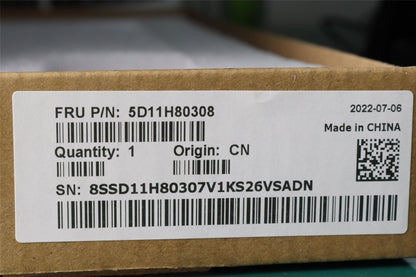 FRU P/N: 5D11H80308
2022-07-06
Made in CHINA
Quantity: 1 Origin: CN
SN: 8SSD11H80307V1KS26VSADN